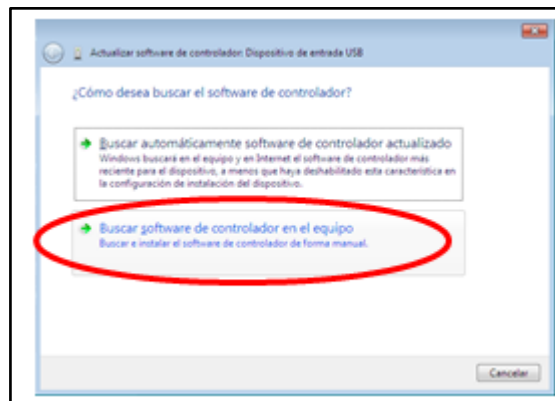 Actualizar software de controlador: Dispositivo de entrada USB
¿Cómo desea buscar el software de controlador?
Buscar automáticamente software de controlador actualizado
Windows buscará en el equipo y en Internet el software de controlador más
reciente para el dispositivo, a menos que haya deshabilitado esta característica en
la configuración de instalación del dispositivo.
Buscar software de controlador en el equipo
Buscar e instalar el software de controlador de forma manual.
Cancelar